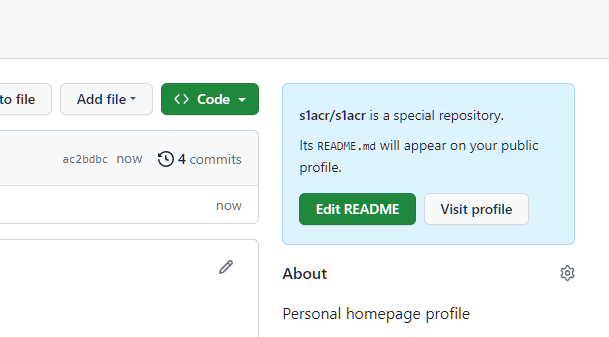 to file
Add file
Code
ac2bdbc now 4 commits
now
s1acr/s1acr is a special repository.
Its README.md will appear on your public
profile.
Edit README Visit profile
About
Personal homepage profile